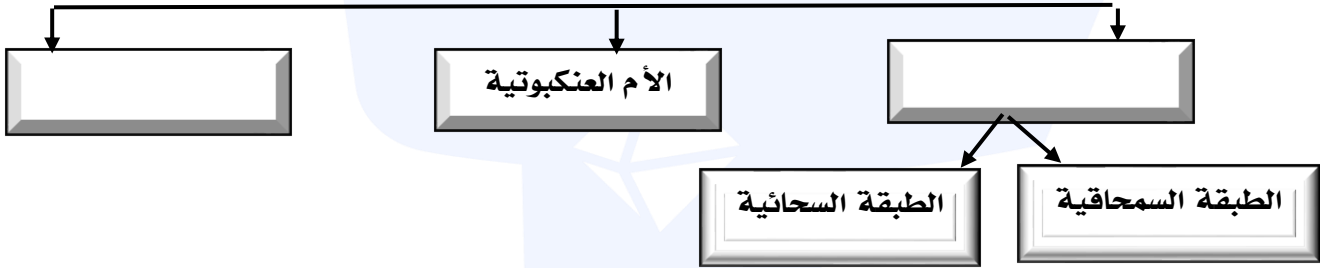 الأم العنكبوتية
الطبقة السمحاقية
الطبقة السحائية